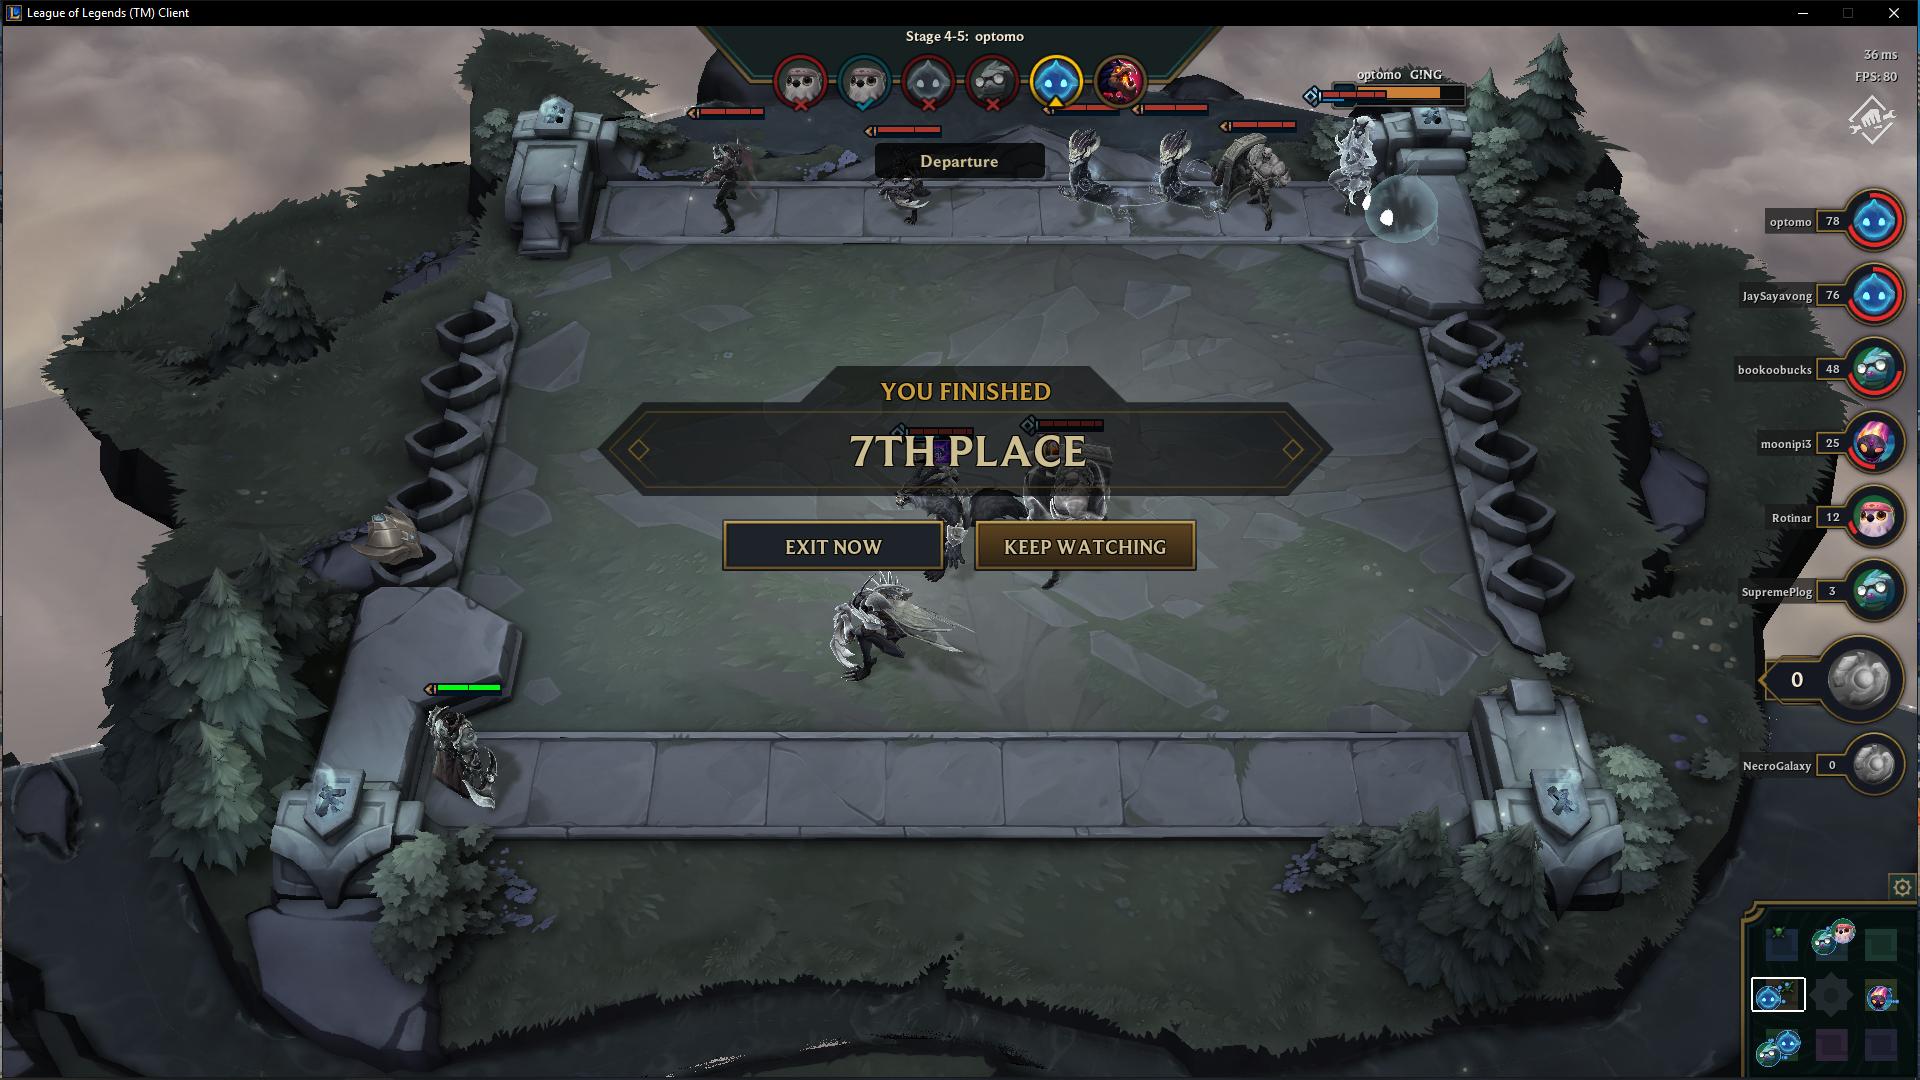 League of Legends (TM) Client
Stage 4-5: optomo
36 ms
FPS: 80
optomo G!NG
Departure
optomo 78
JaySayavong 76
bookoobucks 48
moonipi3 25
Rotinar 12
SupremePlog 3
0
NecroGalaxy 0
YOU FINISHED
7TH PLACE
EXIT NOW
KEEP WATCHING